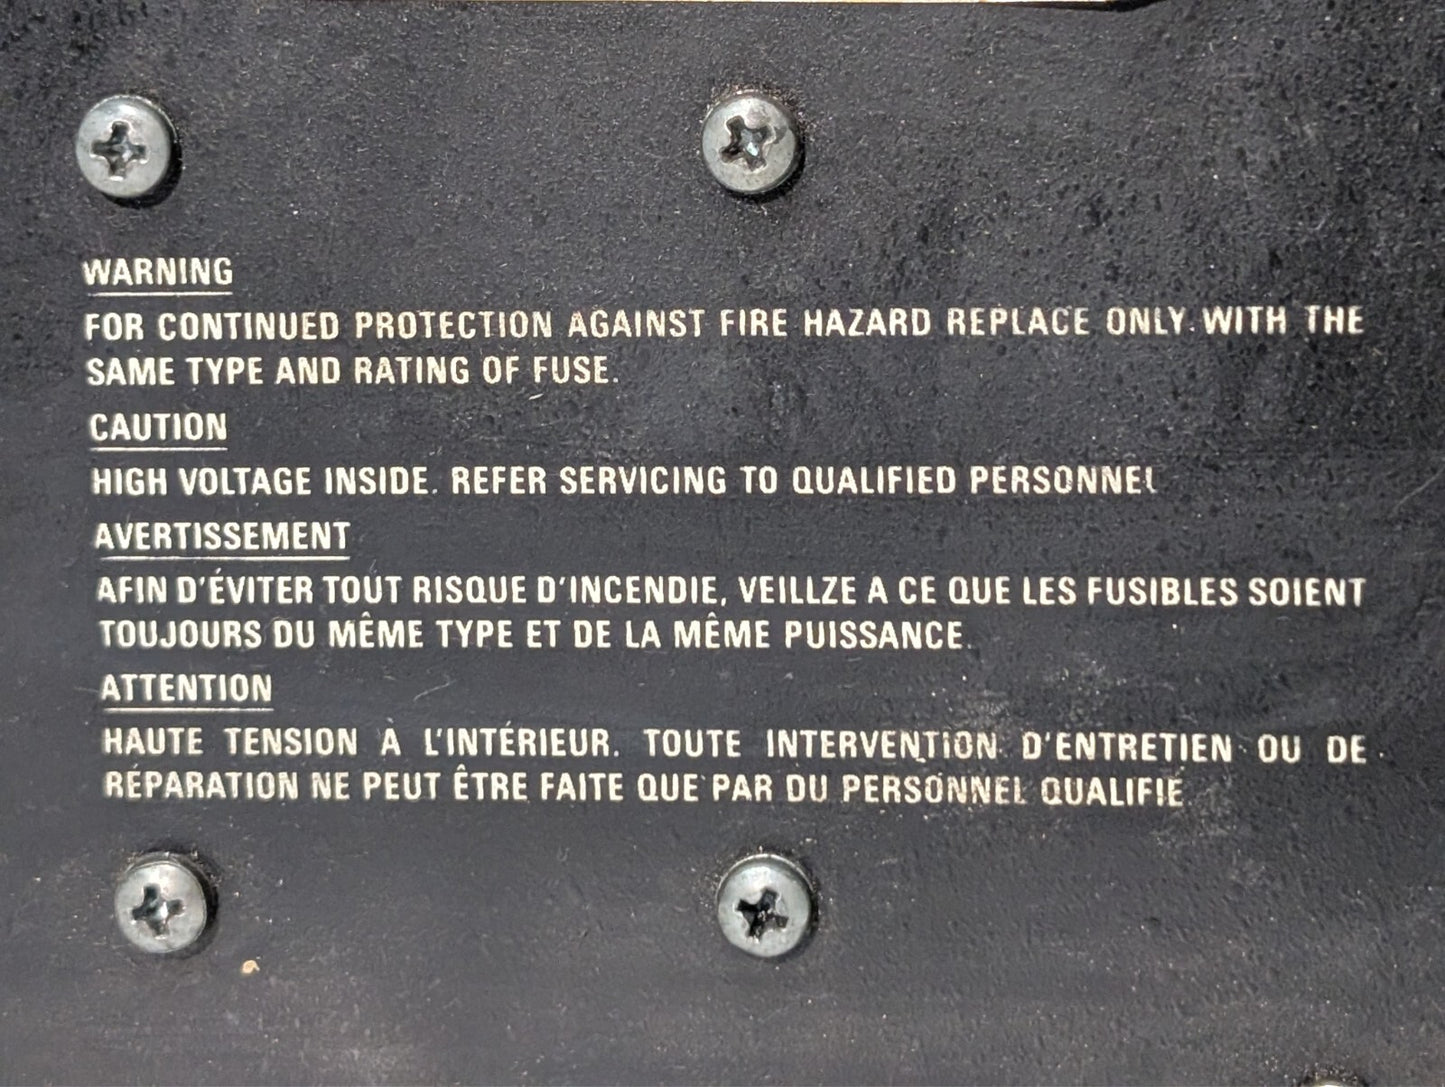 WARNING
FOR CONTINUED PROTECTION AGAINST FIRE HAZARD REPLACE ONLY WITH THE
SAME TYPE AND RATING OF FUSE.
CAUTION
HIGH VOLTAGE INSIDE. REFER SERVICING TO QUALIFIED PERSONNEL
AVERTISSEMENT
AFIN D'ÉVITER TOUT RISQUE D'INCENDIE, VEILLZE A CE QUE LES FUSIBLES SOIENT
TOUJOURS DU MÊME TYPE ET DE LA MÊME PUISSANCE.
ATTENTION
HAUTE TENSION À L'INTÉRIEUR. TOUTE INTERVENTION D'ENTRETIEN OU DE
RÉPARATION NE PEUT ÊTRE FAITE QUE PAR DU PERSONNEL QUALIFIE